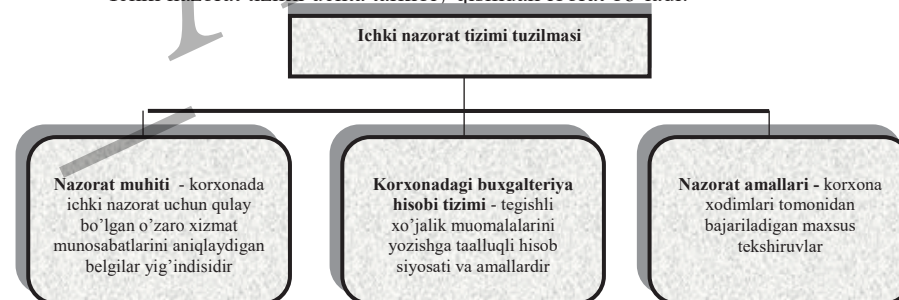 Ichki nazorat tizimi tuzilmasi
Nazorat muhiti - korxonada
ichki nazorat uchun qulay
bo’lgan o’zaro xizmat
munosabatlarini aniqlaydigan
belgilar yig’indisidir
Korxonadagi buxgalteriya
hisobi tizimi - tegishli
xo’jalik muomalalarini
yozishga taalluqli hisob
siyosati va amallardir
Nazorat amallari - korxona
xodimlari tomonidan
bajariladigan maxsus
tekshiruvlar